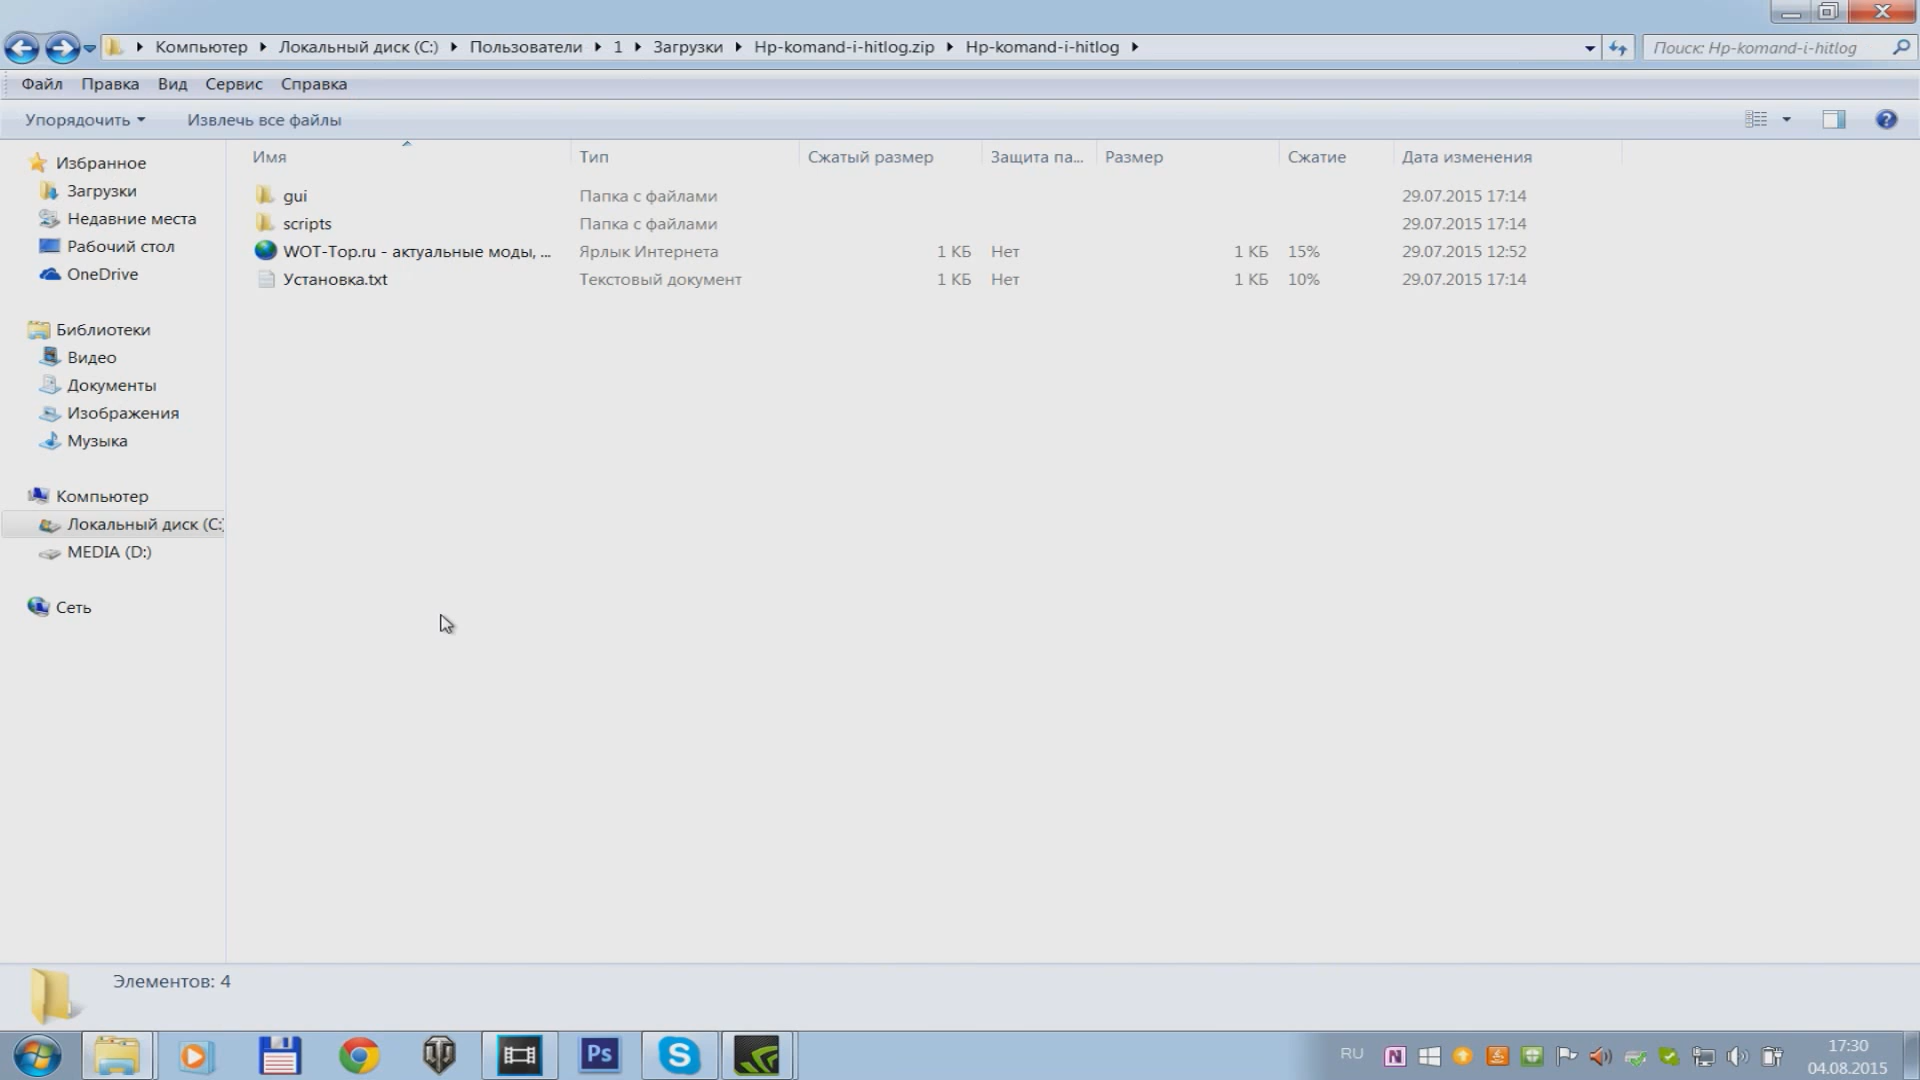 Компьютер Локальный диск (C:) Пользователи 1 Загрузки Hp-komand-i-hitlog.zip Hp-komand-i-hitlog Поиск: Hp-komand-i-hitlog
Файл Правка Вид Сервис Справка
Упорядочить Извлечь все файлы
Имя Тип Сжатый размер Защита па... Размер Сжатие Дата изменения
gui Папка с файлами 29.07.2015 17:14
scripts Папка с файлами 29.07.2015 17:14
WOT-Top.ru - актуальные моды, ... Ярлык Интернета 1 КБ Нет 1 КБ 15% 29.07.2015 12:52
Установка.txt Текстовый документ 1 КБ Нет 1 КБ 10% 29.07.2015 17:14
Избранное
Загрузки
Недавние места
Рабочий стол
OneDrive
Библиотеки
Видео
Документы
Изображения
Музыка
Компьютер
Локальный диск (C:)
MEDIA (D:)
Сеть
Элементов: 4
Ps
S
RU
N
17:30
04.08.2015